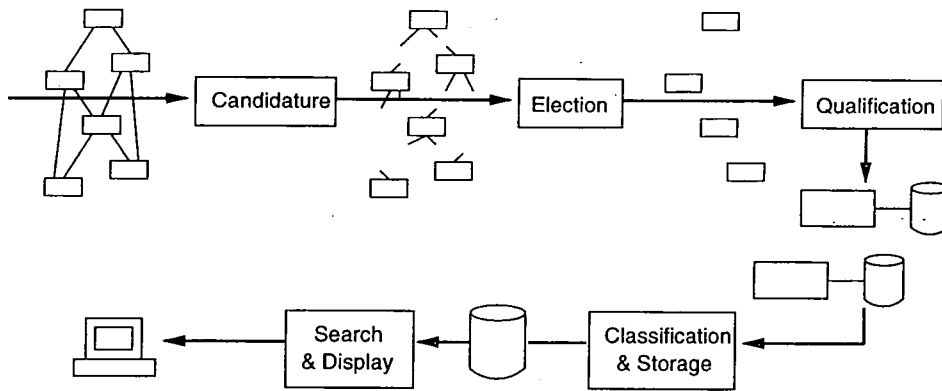 Candidature
Election
Qualification
Search
& Display
Classification
& Storage